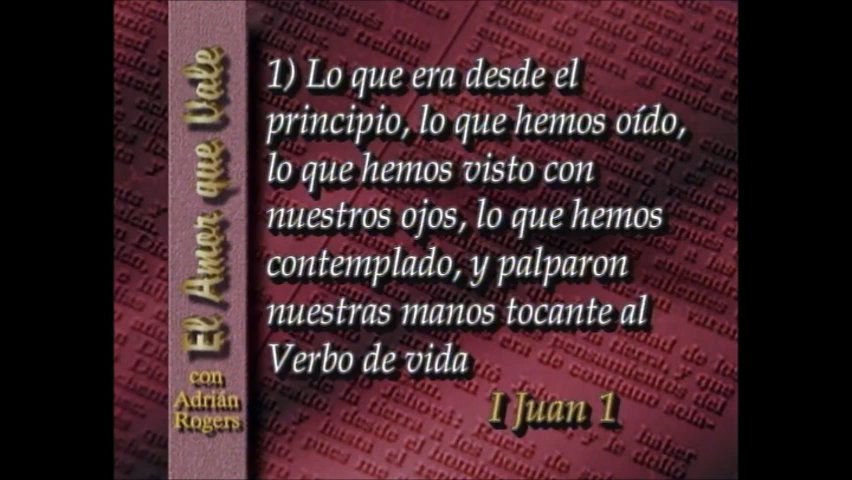 El Amor que Vale
con
Adrián
Rogers
1) Lo que era desde el
principio, lo que hemos oído,
lo que hemos visto con
nuestros ojos, lo que hemos
contemplado, y palparon
nuestras manos tocante al
Verbo de vida
I Juan 1